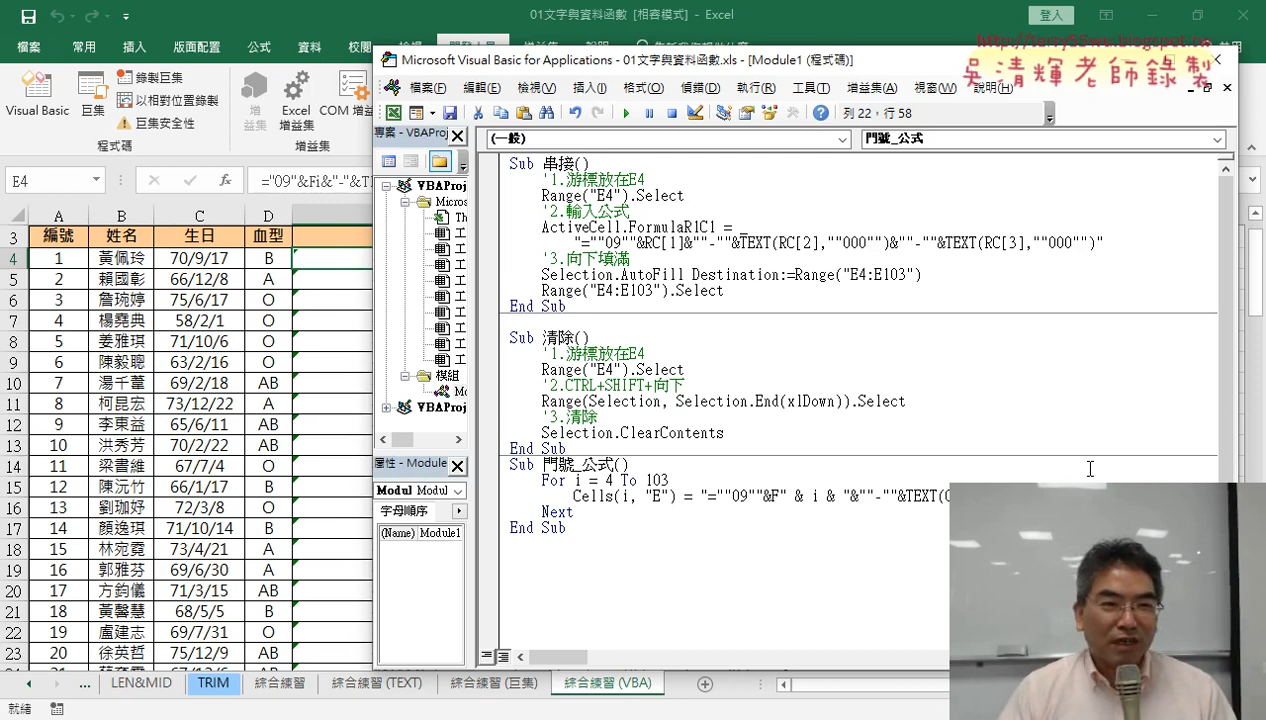 01文字與資料函數 [相容模式] - Excel
登入
檔案 常用 插入 版面配置 公式 資料 校閱
http://terry55wu.blogspot.tw
吳清輝老師錄製
Visual Basic
巨集
錄製巨集
以相對位置錄製
巨集安全性
程式碼
增益集
Excel 增益集
COM 增益
增益集
E4
="09"&Fi&"-"&TE
A B C D
3 編號 姓名 生日 血型
4 1 黃佩玲 70/9/17 B
5 2 賴國彰 66/12/8 A
6 3 詹琬婷 75/6/17 O
7 4 楊堯典 58/2/1 O
8 5 姜雅琪 71/10/6 O
9 6 陳毅聰 63/2/16 O
10 7 湯千葦 69/2/18 AB
11 8 柯昆宏 73/12/22 A
12 9 李東益 65/6/12 AB
13 10 洪秀芳 70/2/22 AB
14 11 梁書維 67/7/4 O
15 12 陳沅竹 66/1/7 B
16 13 劉珈妤 72/3/8 O
17 14 顏逸琪 71/10/14 B
18 15 林宛霓 73/4/21 A
19 16 郭雅芬 69/6/30 A
20 17 方鈞儀 71/3/15 AB
21 18 黃馨慧 68/5/5 B
22 19 盧建志 69/7/31 O
23 20 徐英哲 75/12/9 AB
... LEN&MID TRIM 綜合練習 綜合練習 (TEXT) 綜合練習 (巨集) 綜合練習 (VBA)
就緒
Microsoft Visual Basic for Applications - 01文字與資料函數.xls - [Module1 (程式碼)]
檔案(F) 編輯(E) 檢視(V) 插入(I) 格式(O) 偵錯(D) 執行(R) 工具(T) 增益集(A) 視窗(W) 說明(H)
列 22，行 58
專案 - VBAProj
VBAProj
Micros
Th
工
工
工
工
工
工
工
模組
Mo
VBAProj
屬性 - Module
Modul Modul
字母順序
(Name) Module1
(一般)
門號_公式
Sub 串接()
'1.游標放在E4
Range("E4").Select
'2.輸入公式
ActiveCell.FormulaR1C1 = _
"=""09""&RC[1]&""-""&TEXT(RC[2],""000"")&""-""&TEXT(RC[3],""000"")"
'3.向下填滿
Selection.AutoFill Destination:=Range("E4:E103")
Range("E4:E103").Select
End Sub
Sub 清除()
'1.游標放在E4
Range("E4").Select
'2.CTRL+SHIFT+向下
Range(Selection, Selection.End(xlDown)).Select
'3.清除
Selection.ClearContents
End Sub
Sub 門號_公式()
For i = 4 To 103
Cells(i, "E") = "=""09""&F" & i & "&""-""&TEXT(
Next
End Sub